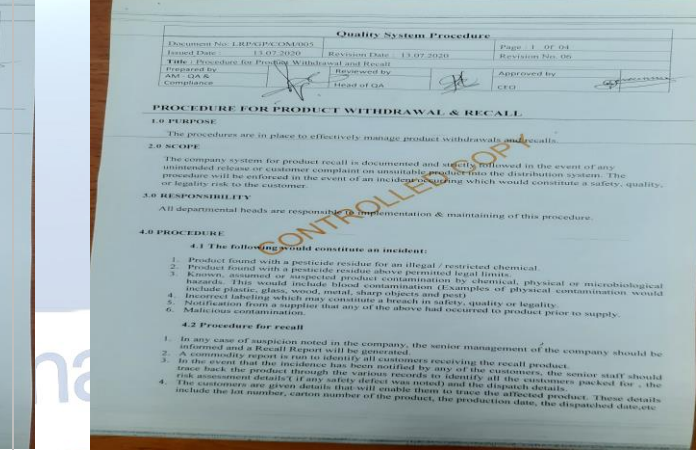 Quality System Procedure
Document No: LRP/GP/COM/005
Page : 1 Of 04
Issued Date : 13.07.2020
Revision Date : 13.07.2020
Revision No. 06
Title : Procedure for Product Withdrawal and Recall
Prepared by
AM - QA &
Compliance
Reviewed by
Head of QA
Approved by
CEO
PROCEDURE FOR PRODUCT WITHDRAWAL & RECALL
1.0 PURPOSE
The procedures are in place to effectively manage product withdrawals and recalls.
2.0 SCOPE
The company system for product recall is documented and strictly followed in the event of any
unintended release or customer complaint on unsuitable product into the distribution system. The
procedure will be enforced in the event of an incident occurring which would constitute a safety, quality,
or legality risk to the customer.
3.0 RESPONSIBILITY
All departmental heads are responsible to implementation & maintaining of this procedure.
CONTROLLED COPY
4.0 PROCEDURE
4.1 The following would constitute an incident:
1. Product found with a pesticide residue for an illegal / restricted chemical.
2. Product found with a pesticide residue above permitted legal limits.
3. Known, assumed or suspected product contamination by chemical, physical or microbiological
hazards. This would include blood contamination (Examples of physical contamination would
include plastic, glass, wood, metal, sharp objects and pest)
4. Incorrect labeling which may constitute a breach in safety, quality or legality.
5. Notification from a supplier that any of the above had occurred to product prior to supply.
6. Malicious contamination.
4.2 Procedure for recall
1. In any case of suspicion noted in the company, the senior management of the company should be
informed and a Recall Report will be generated.
2. A commodity report is run to identify all customers receiving the recall product.
3. In the event that the incidence has been notified by any of the customers, the senior staff should
trace back the product through the various records to identify all the customers packed for , the
risk assessment details'( if any safety defect was noted) and the dispatch details.
4. The customers are given details that will enable them to trace the affected product. These details
include the lot number, carton number of the product, the production date, the dispatched date,etc